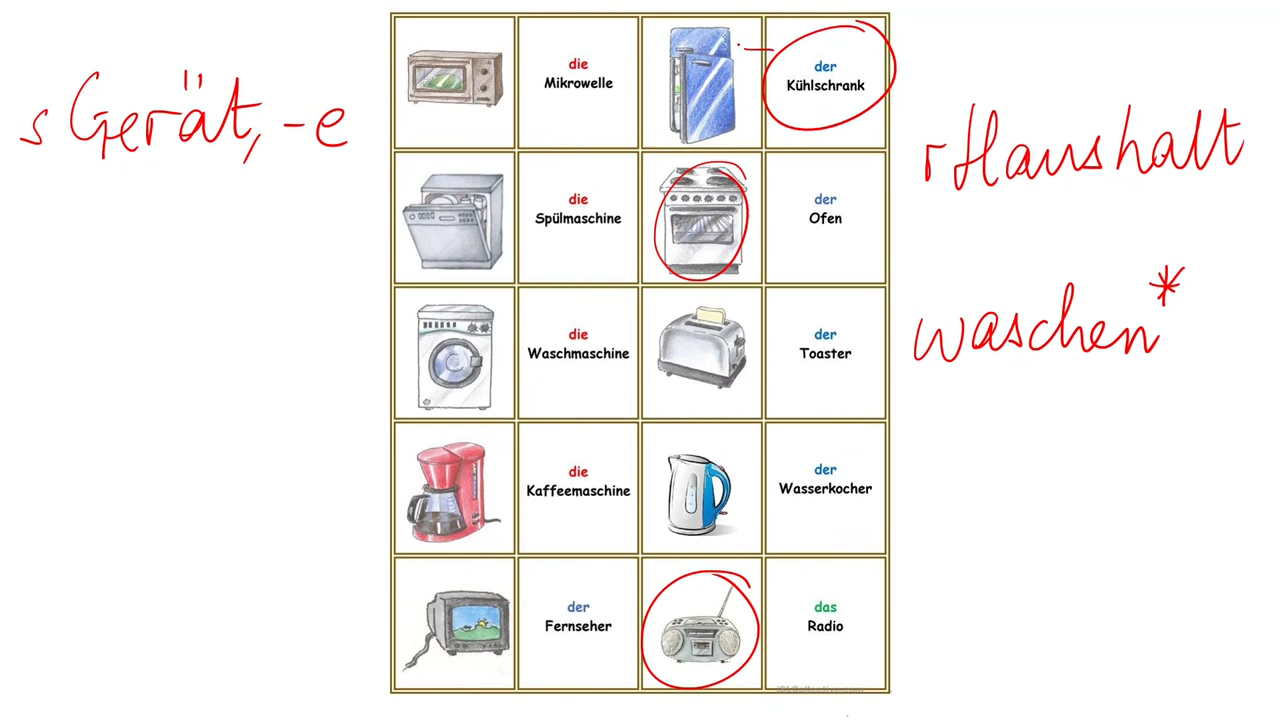 s Gerät, -e
die
Mikrowelle
der
Kühlschrank
r Haushalt
die
Spülmaschine
der
Ofen
waschen*
die
Waschmaschine
der
Toaster
die
Kaffeemaschine
der
Wasserkocher
der
Fernseher
das
Radio